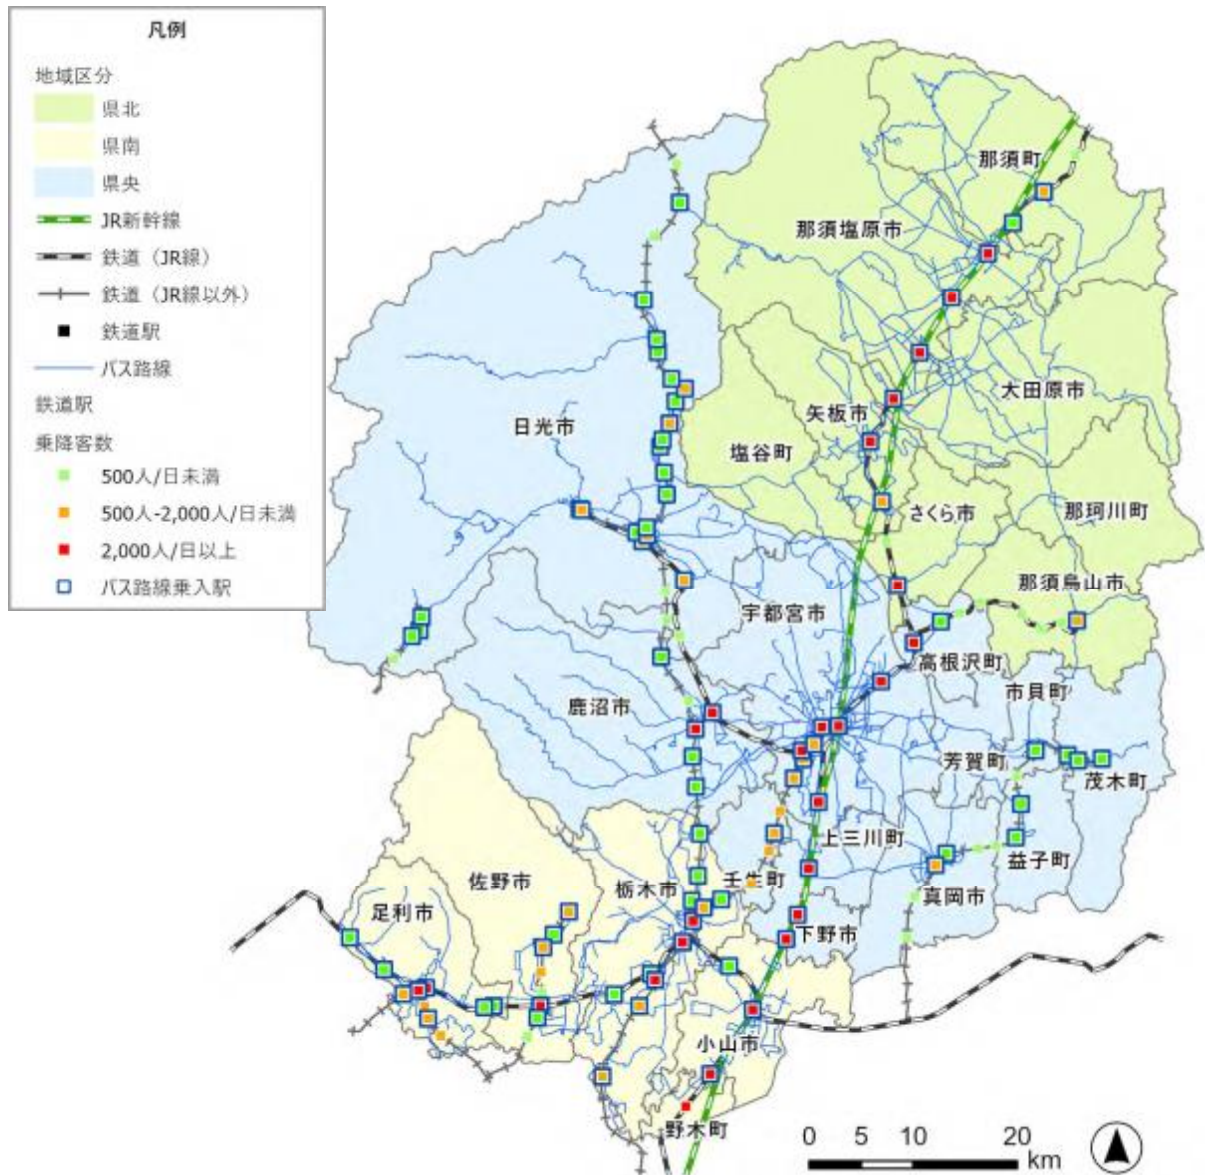 凡例
地域区分
県北
県南
県央
JR新幹線
鉄道（JR線）
鉄道（JR線以外）
鉄道駅
バス路線
鉄道駅
乗降客数
500人/日未満
500人-2,000人/日未満
2,000人/日以上
バス路線乗入駅
那須町
那須塩原市
大田原市
矢板市
日光市
塩谷町
さくら市
那珂川町
那須烏山市
宇都宮市
高根沢町
市貝町
鹿沼市
芳賀町
茂木町
上三川町
益子町
佐野市
栃木市
壬生町
真岡市
足利市
下野市
小山市
野木町
0 5 10 20
km